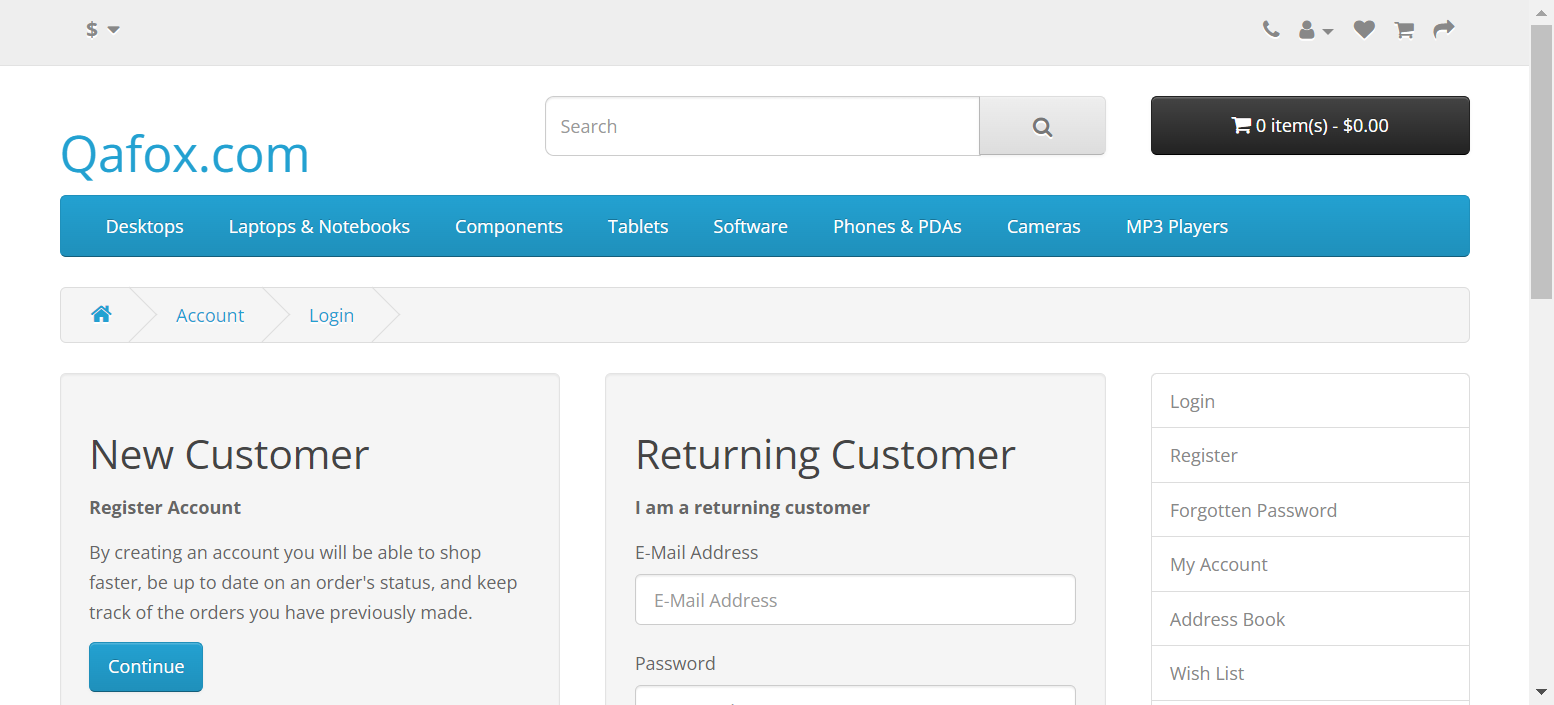 $
Search
0 item(s) - $0.00
Qafox.com
Desktops Laptops & Notebooks Components Tablets Software Phones & PDAs Cameras MP3 Players
Account Login
New Customer
Register Account
By creating an account you will be able to shop
faster, be up to date on an order's status, and keep
track of the orders you have previously made.
Continue
Returning Customer
I am a returning customer
E-Mail Address
E-Mail Address
Password
Login
Register
Forgotten Password
My Account
Address Book
Wish List